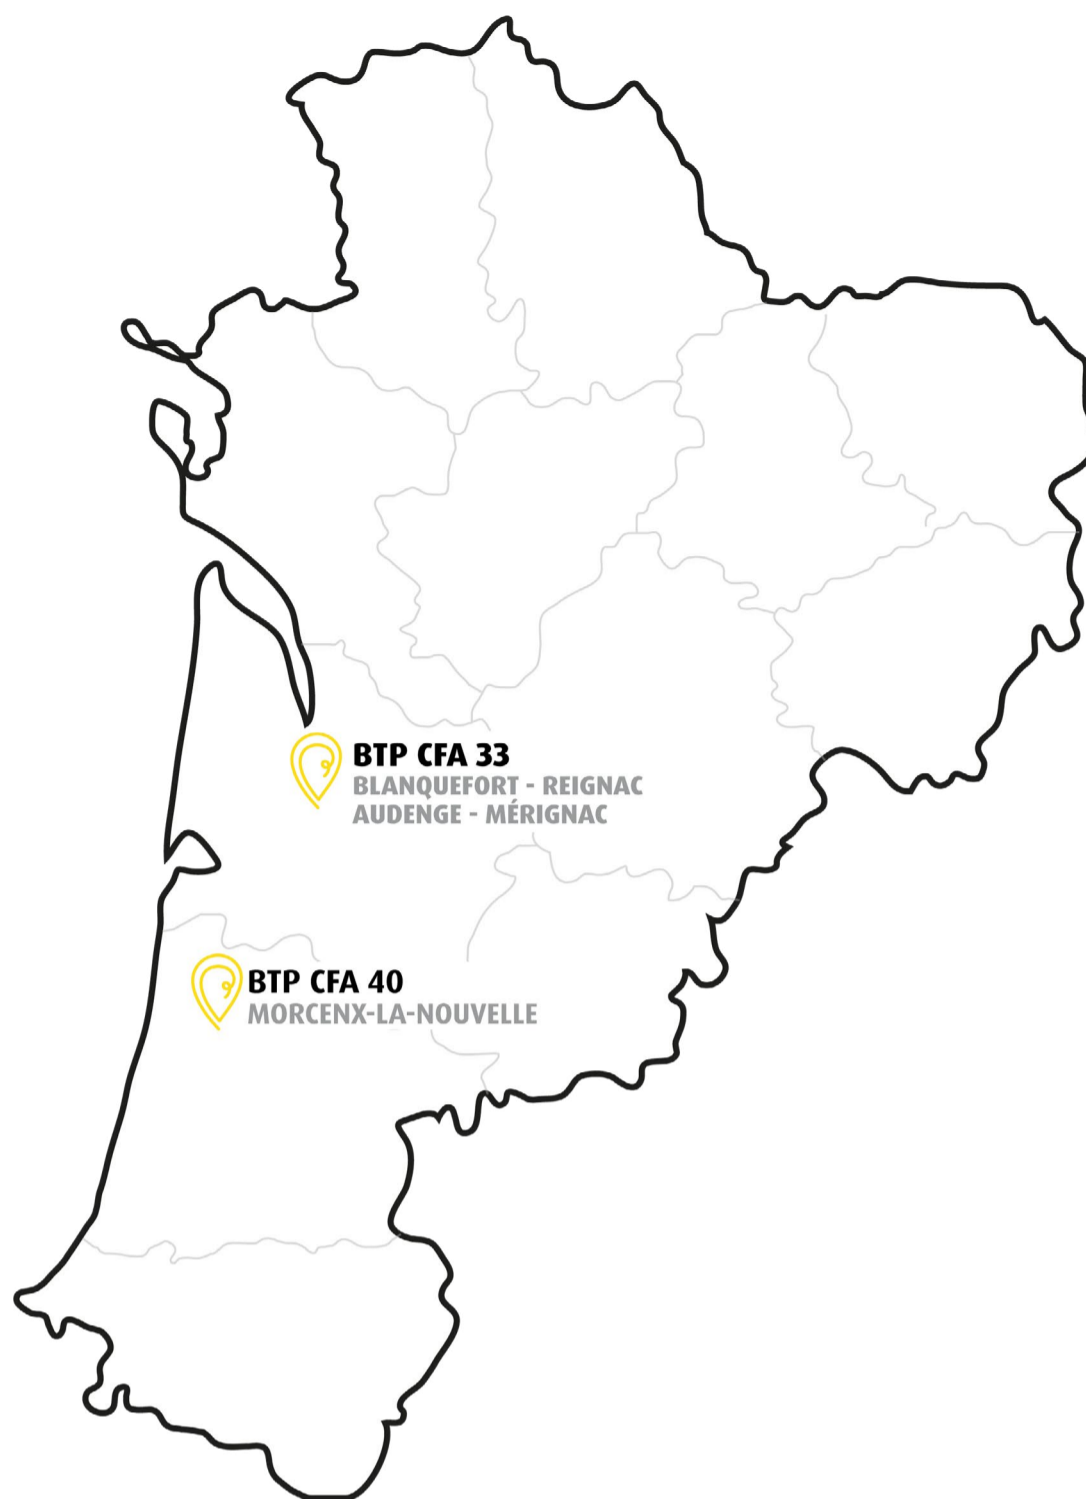 BTP CFA 33
BLANQUEFORT - REIGNAC
AUDENGE - MÉRIGNAC
BTP CFA 40
MORCENX-LA-NOUVELLE